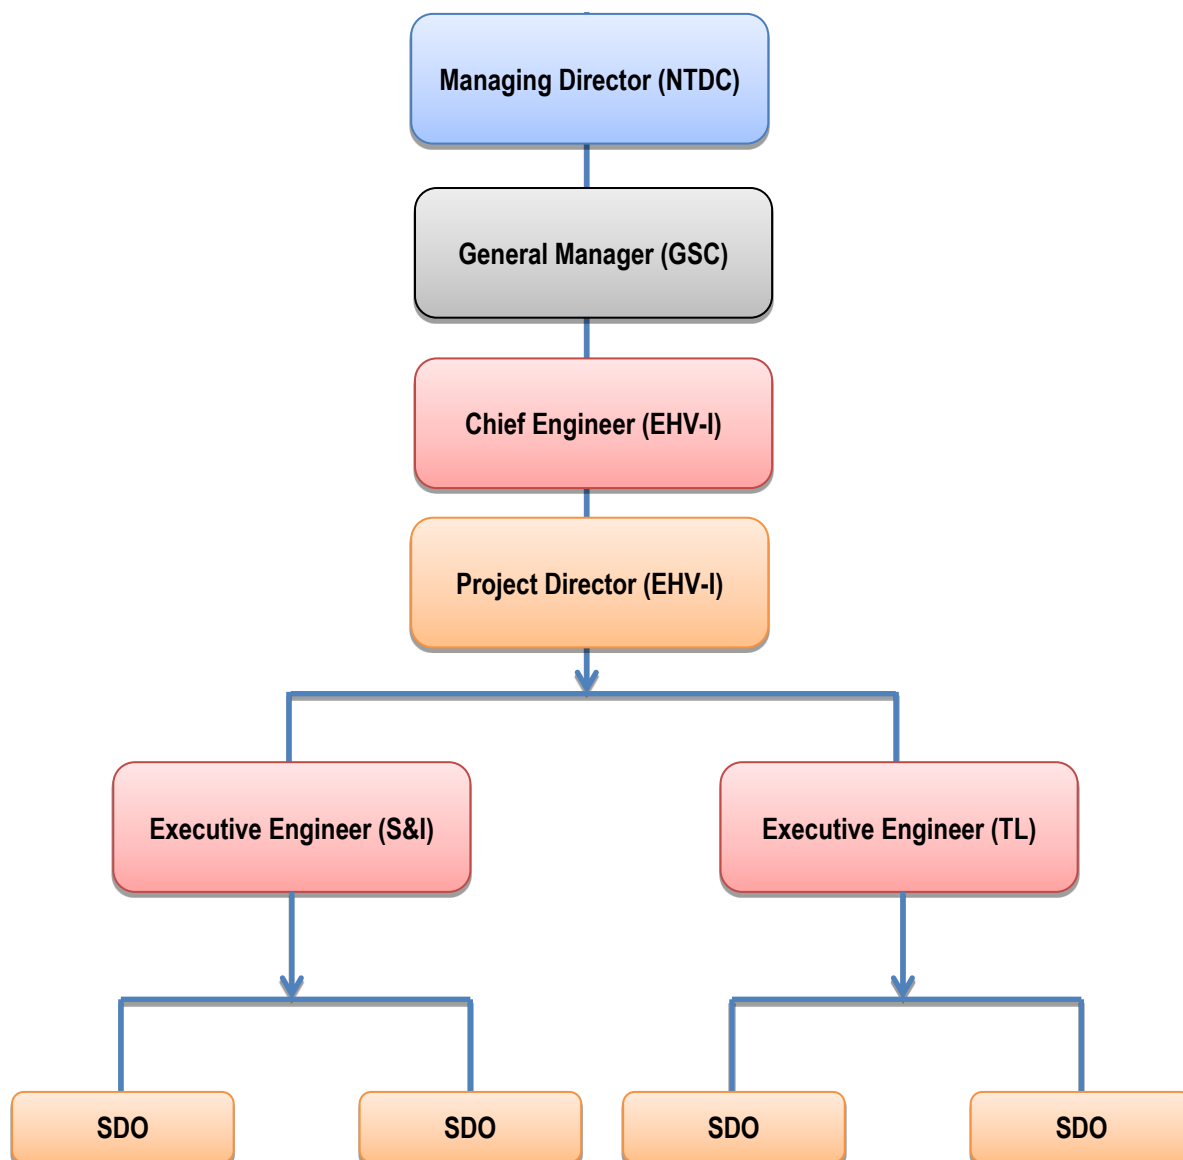 Managing Director (NTDC)
General Manager (GSC)
Chief Engineer (EHV-I)
Project Director (EHV-I)
Executive Engineer (S&I)
Executive Engineer (TL)
SDO
SDO
SDO
SDO